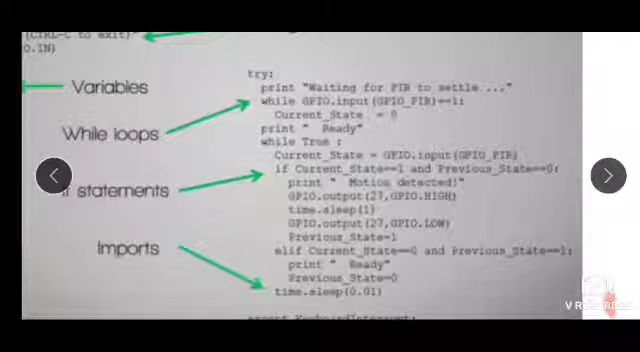 (CTRL-C to exit)"
0.1N)
Variables
While loops
if statements
Imports
try:
print "Waiting for PIR to settle ..."
while GPIO.input(GPIO_PIR)==1:
Current_State = 0
print " Ready"
while True :
Current_State = GPIO.input(GPIO_PIR)
if Current_State==1 and Previous_State==0:
print " Motion detected!"
GPIO.output(27,GPIO.HIGH)
time.sleep(1)
GPIO.output(27,GPIO.LOW)
Previous_State=1
elif Current_State==0 and Previous_State==1:
print " Ready"
Previous_State=0
time.sleep(0.01)
except KeyboardInterrupt: